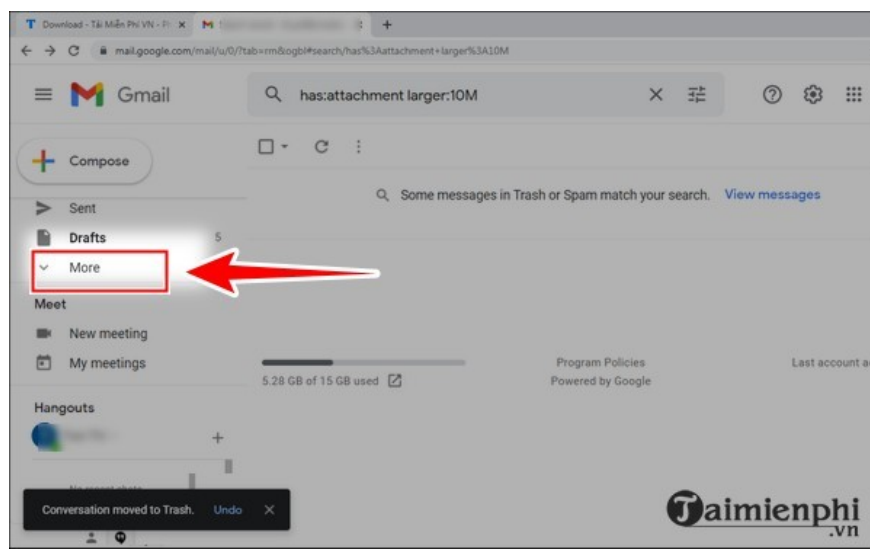 Download - Tải Miễn Phí VN - P
mail.google.com/mail/u/0/?tab=rm&ogbl#search/has%3Aattachment+larger%3A10M
Gmail
has:attachment larger:10M
Compose
Some messages in Trash or Spam match your search. View messages
Sent
Drafts 5
More
Meet
New meeting
My meetings
Program Policies Last account a
5.28 GB of 15 GB used Powered by Google
Hangouts
Conversation moved to Trash. Undo
Taimienphi
.vn